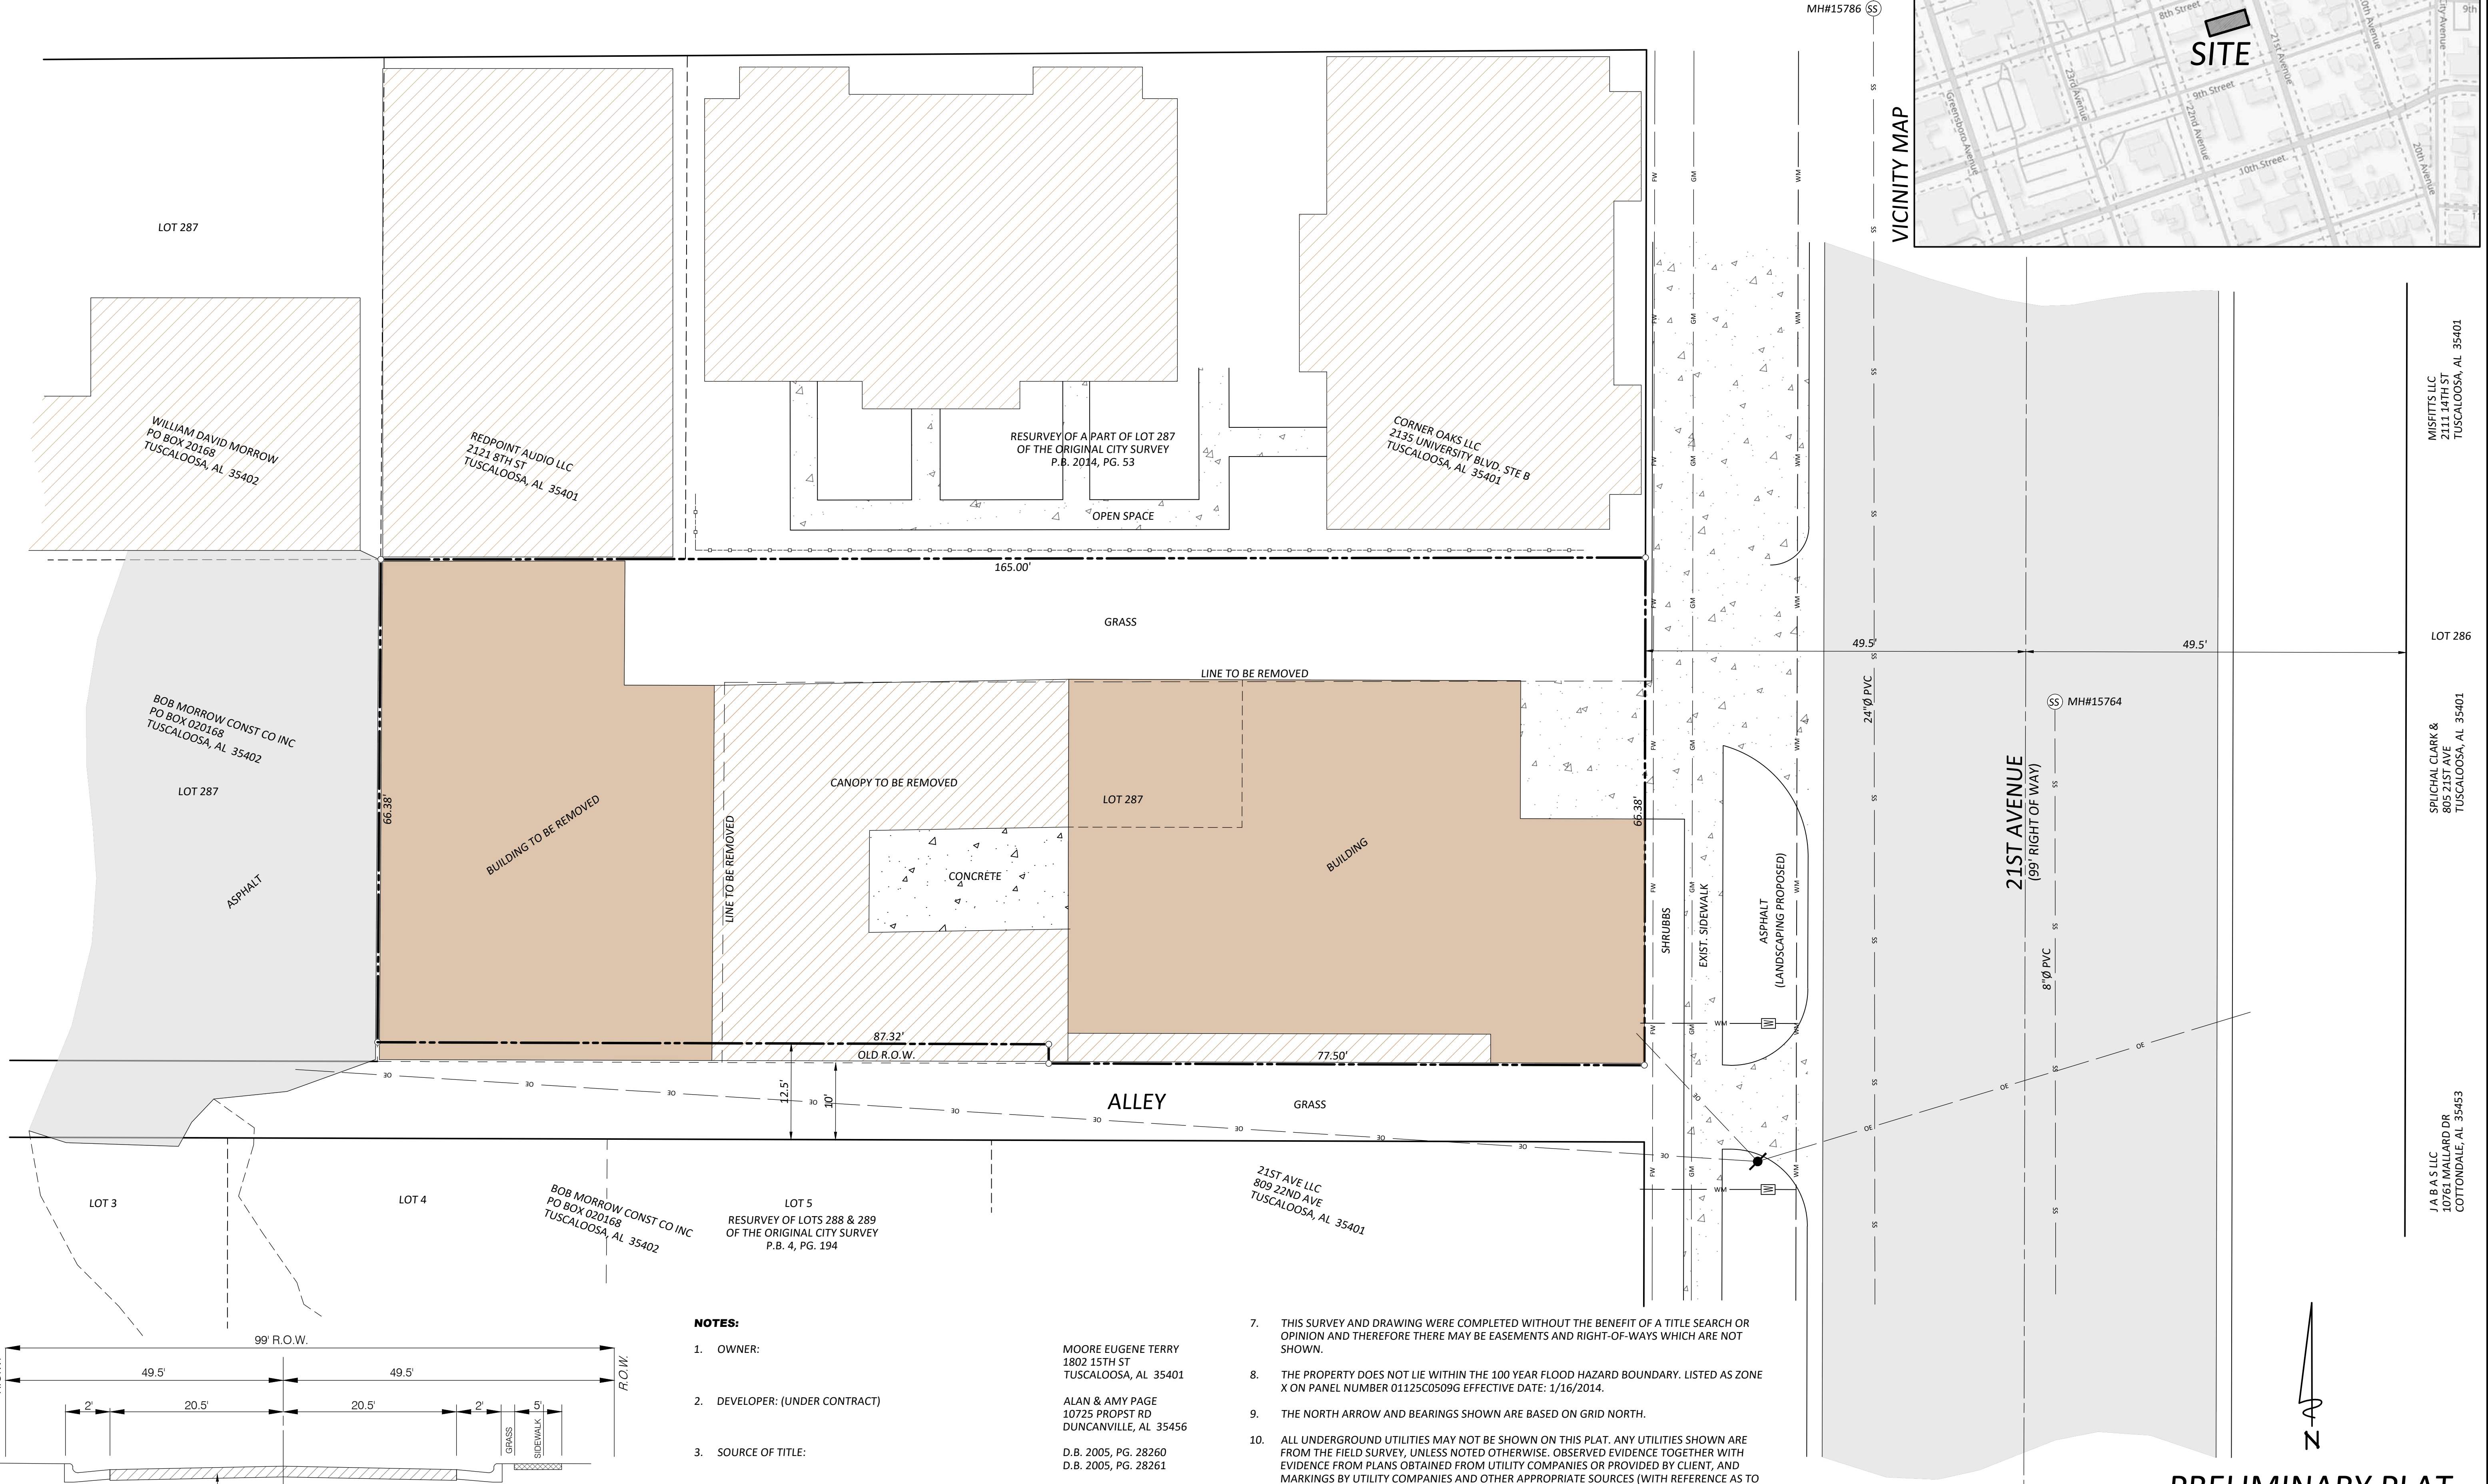 MH#15786 SS
8th Street
21st Avenue
SITE
23rd Avenue
9th Street
22nd Avenue
Greensboro Avenue
10th Street
20th Avenue
VICINITY MAP
LOT 287
WILLIAM DAVID MORROW
PO BOX 20168
TUSCALOOSA, AL 35402
REDPOINT AUDIO LLC
2121 8TH ST
TUSCALOOSA, AL 35401
RESURVEY OF A PART OF LOT 287
OF THE ORIGINAL CITY SURVEY
P.B. 2014, PG. 53
OPEN SPACE
CORNER OAKS LLC
2135 UNIVERSITY BLVD. STE B
TUSCALOOSA, AL 35401
MISFITTS LLC
2111 14TH ST
TUSCALOOSA, AL 35401
165.00'
GRASS
LINE TO BE REMOVED
49.5'
49.5'
LOT 286
24"Ø PVC
SS MH#15764
BOB MORROW CONST CO INC
PO BOX 020168
TUSCALOOSA, AL 35402
LOT 287
ASPHALT
66.38'
BUILDING TO BE REMOVED
LINE TO BE REMOVED
CANOPY TO BE REMOVED
CONCRETE
LOT 287
BUILDING
66.38'
SHRUBBS
EXIST. SIDEWALK
ASPHALT
(LANDSCAPING PROPOSED)
21ST AVENUE
(99' RIGHT OF WAY)
8"Ø PVC
SPLICHAL CLARK &
805 21ST AVE
TUSCALOOSA, AL 35401
87.32'
OLD R.O.W.
77.50'
12.5'
10'
ALLEY
GRASS
FW
GM
WM
SS
OE
W
J A B A S LLC
10761 MALLARD DR
COTTONDALE, AL 35453
LOT 3
LOT 4
BOB MORROW CONST CO INC
PO BOX 020168
TUSCALOOSA, AL 35402
LOT 5
RESURVEY OF LOTS 288 & 289
OF THE ORIGINAL CITY SURVEY
P.B. 4, PG. 194
21ST AVE LLC
809 22ND AVE
TUSCALOOSA, AL 35401
99' R.O.W.
49.5'
49.5'
R.O.W.
2'
20.5'
20.5'
2'
5'
GRASS
SIDEWALK
NOTES:
1. OWNER:
MOORE EUGENE TERRY
1802 15TH ST
TUSCALOOSA, AL 35401
2. DEVELOPER: (UNDER CONTRACT)
ALAN & AMY PAGE
10725 PROPST RD
DUNCANVILLE, AL 35456
3. SOURCE OF TITLE:
D.B. 2005, PG. 28260
D.B. 2005, PG. 28261
7. THIS SURVEY AND DRAWING WERE COMPLETED WITHOUT THE BENEFIT OF A TITLE SEARCH OR
OPINION AND THEREFORE THERE MAY BE EASEMENTS AND RIGHT-OF-WAYS WHICH ARE NOT
SHOWN.
8. THE PROPERTY DOES NOT LIE WITHIN THE 100 YEAR FLOOD HAZARD BOUNDARY. LISTED AS ZONE
X ON PANEL NUMBER 01125C0509G EFFECTIVE DATE: 1/16/2014.
9. THE NORTH ARROW AND BEARINGS SHOWN ARE BASED ON GRID NORTH.
10. ALL UNDERGROUND UTILITIES MAY NOT BE SHOWN ON THIS PLAT. ANY UTILITIES SHOWN ARE
FROM THE FIELD SURVEY, UNLESS NOTED OTHERWISE. OBSERVED EVIDENCE TOGETHER WITH
EVIDENCE FROM PLANS OBTAINED FROM UTILITY COMPANIES OR PROVIDED BY CLIENT, AND
MARKINGS BY UTILITY COMPANIES AND OTHER APPROPRIATE SOURCES (WITH REFERENCE AS TO
N
PRELIMINARY PLAT